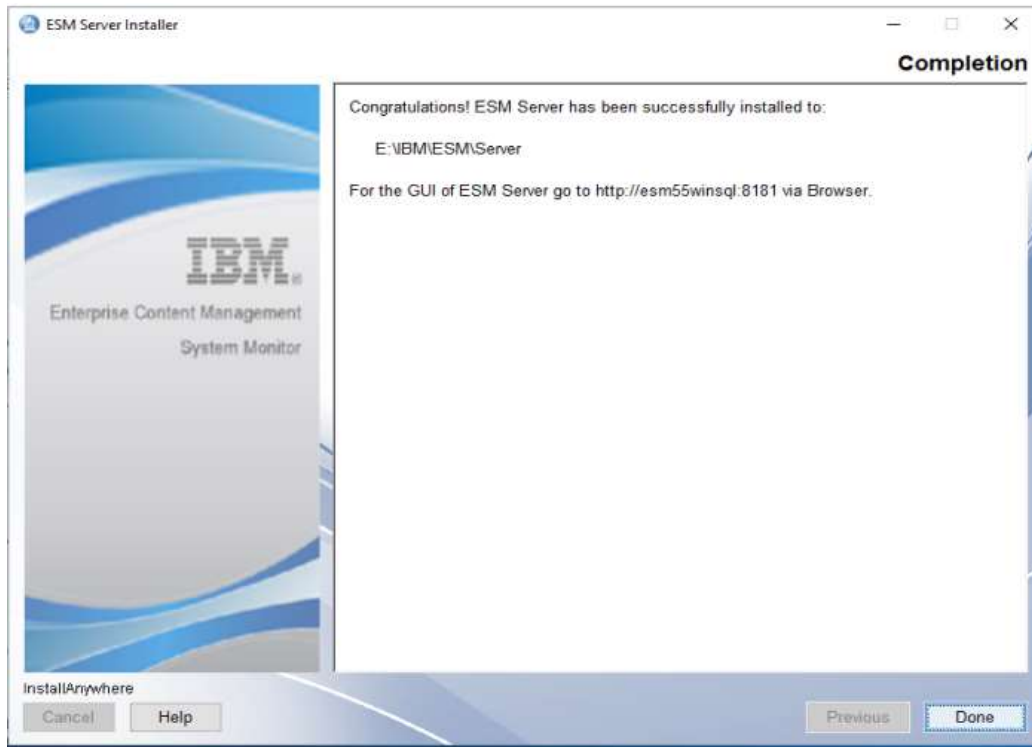 ESM Server Installer
Completion
Congratulations! ESM Server has been successfully installed to:
E:\IBM\ESM\Server
For the GUI of ESM Server go to http://esm55winsql:8181 via Browser.
IBM®
Enterprise Content Management
System Monitor
InstallAnywhere
Cancel
Help
Previous
Done